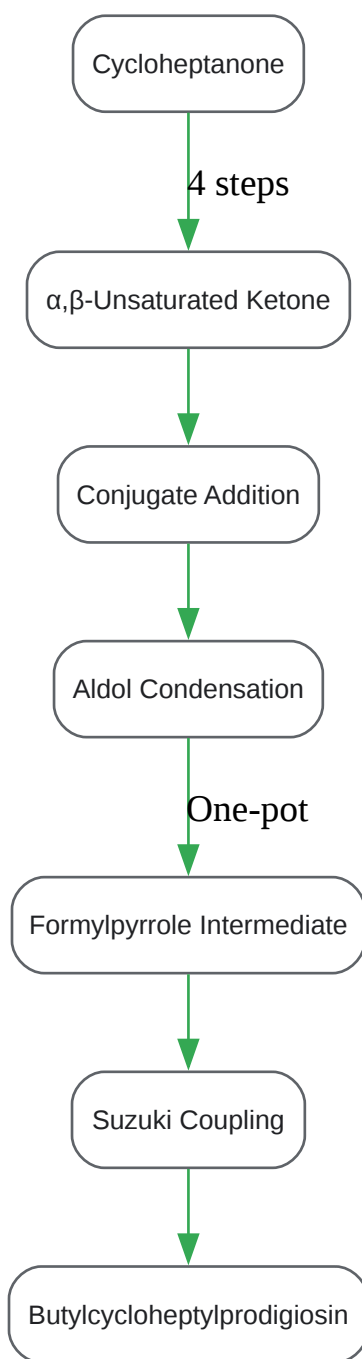 Cycloheptanone
4 steps
α,β-Unsaturated Ketone
Conjugate Addition
Aldol Condensation
One-pot
Formylpyrrole Intermediate
Suzuki Coupling
Butylcycloheptylprodigiosin